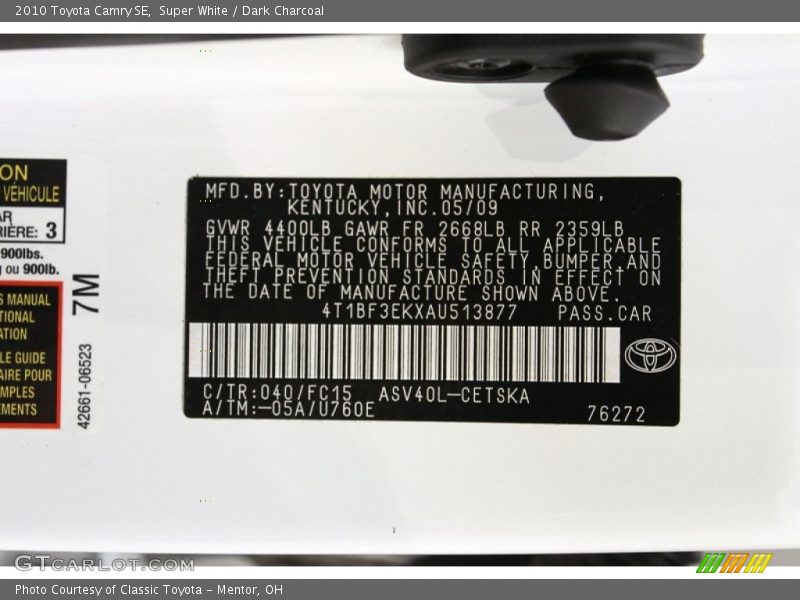 2010 Toyota Camry SE, Super White / Dark Charcoal
ON
VÉHICULE
AR
RIÈRE: 3
900lbs.
ou 900lb.
S MANUAL
TIONAL
ATION
LE GUIDE
AIRE POUR
MPLES
EMENTS
7M
42661-06523
MFD.BY:TOYOTA MOTOR MANUFACTURING,
KENTUCKY,INC.05/09
GVWR 4400LB GAWR FR 2668LB RR 2359LB
THIS VEHICLE CONFORMS TO ALL APPLICABLE
FEDERAL MOTOR VEHICLE SAFETY BUMPER AND
THEFT PREVENTION STANDARDS IN EFFECT ON
THE DATE OF MANUFACTURE SHOWN ABOVE.
4T1BF3EKXAU513877 PASS.CAR
C/TR:040/FC15 ASV40L-CETSKA
A/TM:-05A/U760E 76272
GTCARLOT.COM
Photo Courtesy of Classic Toyota - Mentor, OH